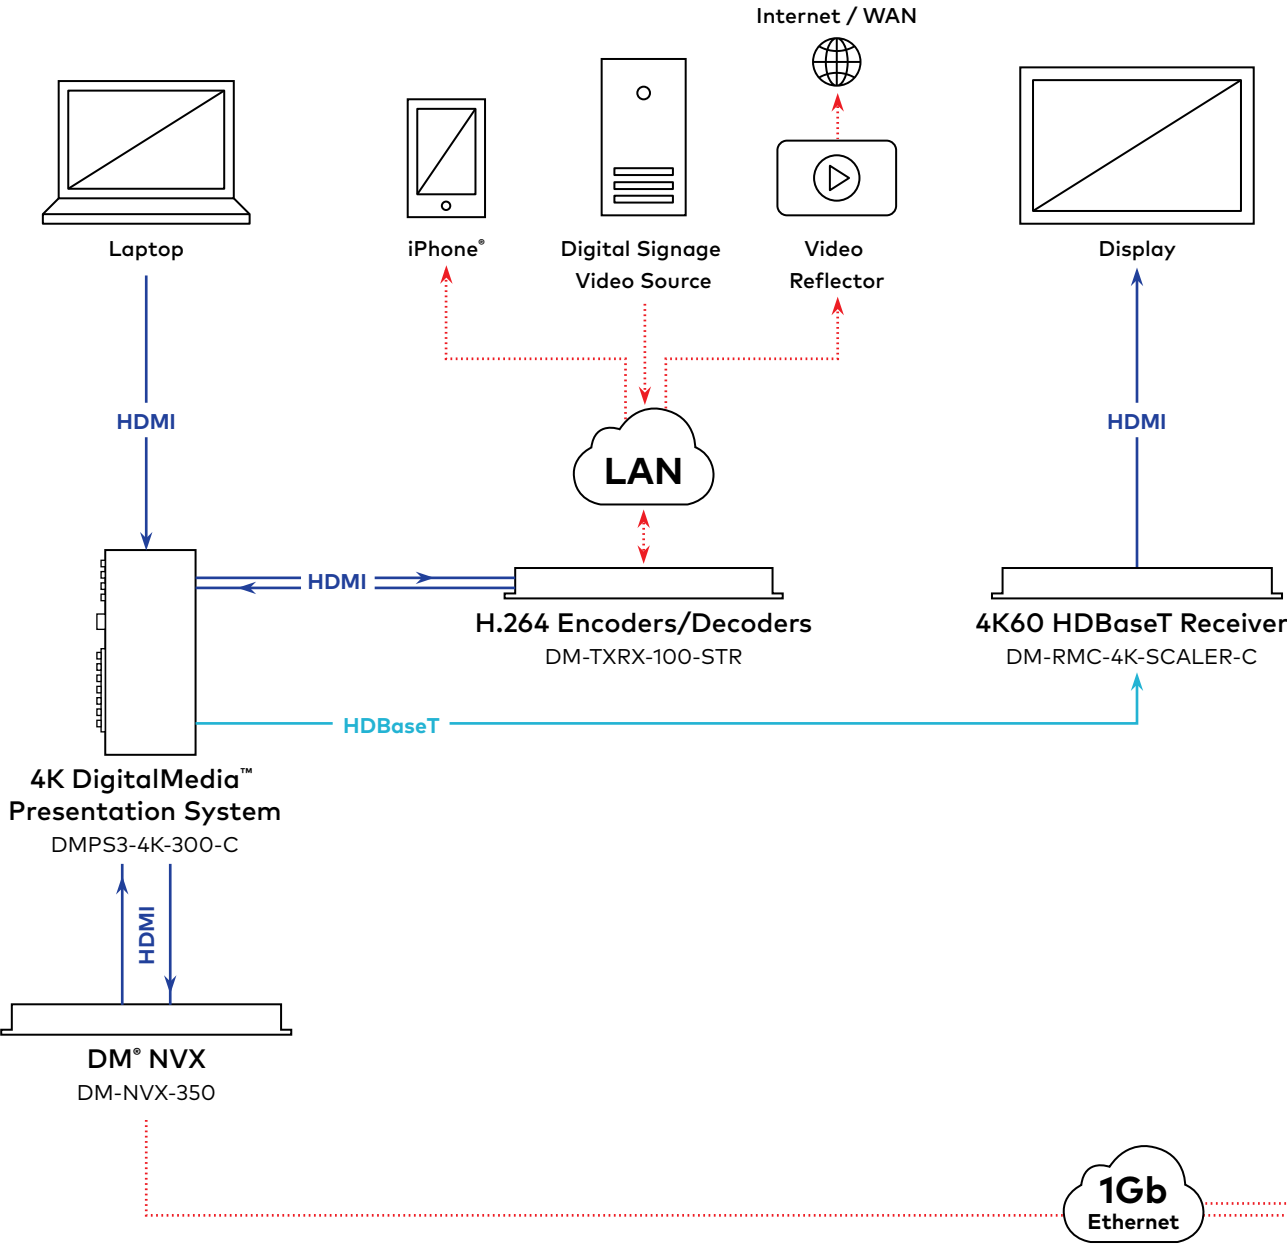 Internet / WAN
Laptop
iPhone®
Digital Signage
Video Source
Video
Reflector
Display
HDMI
HDMI
LAN
HDMI
H.264 Encoders/Decoders
DM-TXRX-100-STR
4K60 HDBaseT Receiver
DM-RMC-4K-SCALER-C
HDBaseT
4K DigitalMedia™
Presentation System
DMPS3-4K-300-C
HDMI
DM® NVX
DM-NVX-350
1Gb
Ethernet